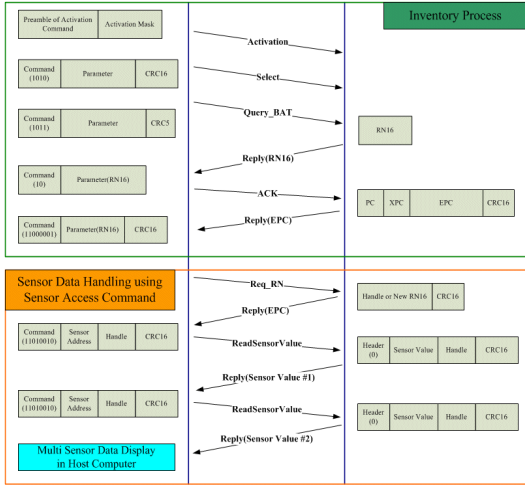 Inventory Process
Preamble of Activation
Command
Activation Mask
Activation
Command
(1010)
Parameter
CRC16
Select
Command
(1011)
Parameter
CRC5
Query_BAT
RN16
Reply(RN16)
Command
(10)
Parameter(RN16)
ACK
PC
XPC
EPC
CRC16
Reply(EPC)
Command
(11000001)
Parameter(RN16)
CRC16
Sensor Data Handling using
Sensor Access Command
Req_RN
Handle or New RN16
CRC16
Reply(EPC)
Command
(11010010)
Sensor
Address
Handle
CRC16
ReadSensorValue
Header
(0)
Sensor Value
Handle
CRC16
Reply(Sensor Value #1)
Command
(11010010)
Sensor
Address
Handle
CRC16
ReadSensorValue
Header
(0)
Sensor Value
Handle
CRC16
Reply(Sensor Value #2)
Multi Sensor Data Display
in Host Computer